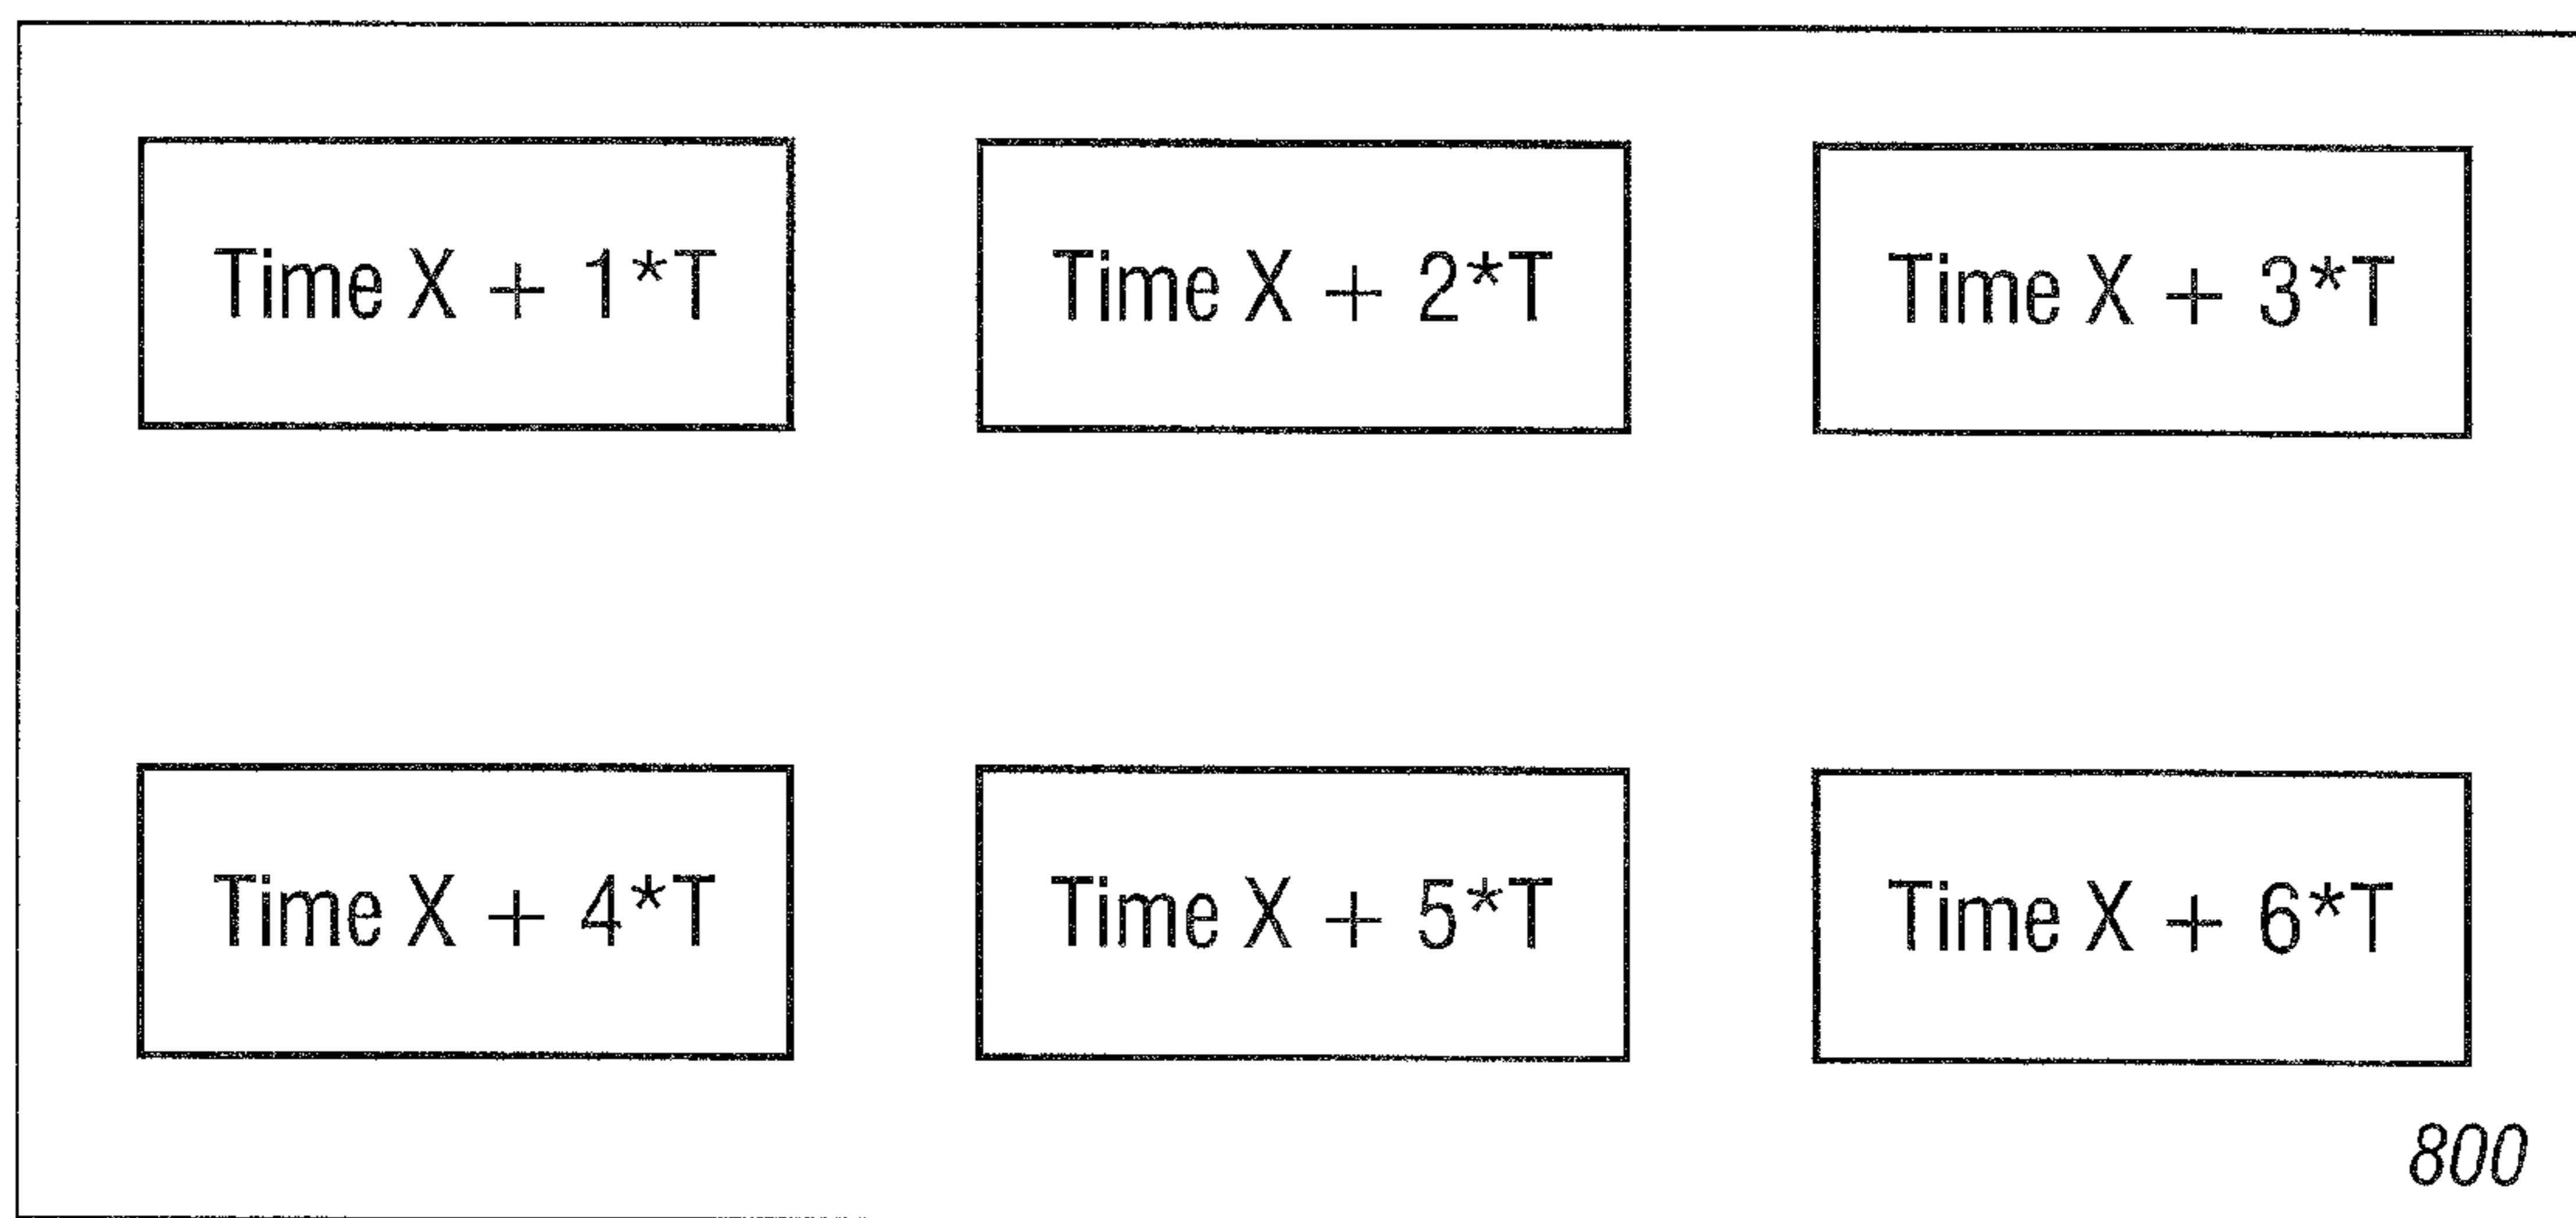 Time X + 1*T
Time X + 2*T
Time X + 3*T
Time X + 4*T
Time X + 5*T
Time X + 6*T
800